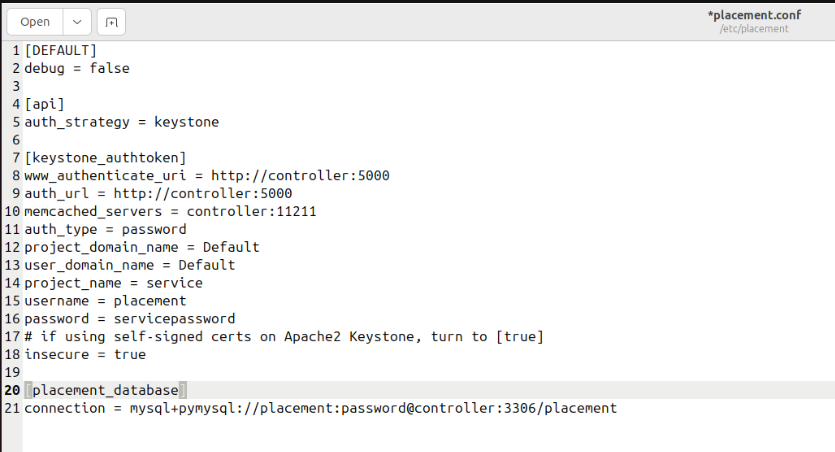 Open
*placement.conf
/etc/placement
1 [DEFAULT]
2 debug = false
3
4 [api]
5 auth_strategy = keystone
6
7 [keystone_authtoken]
8 www_authenticate_uri = http://controller:5000
9 auth_url = http://controller:5000
10 memcached_servers = controller:11211
11 auth_type = password
12 project_domain_name = Default
13 user_domain_name = Default
14 project_name = service
15 username = placement
16 password = servicepassword
17 # if using self-signed certs on Apache2 Keystone, turn to [true]
18 insecure = true
19
20 [placement_database]
21 connection = mysql+pymysql://placement:password@controller:3306/placement